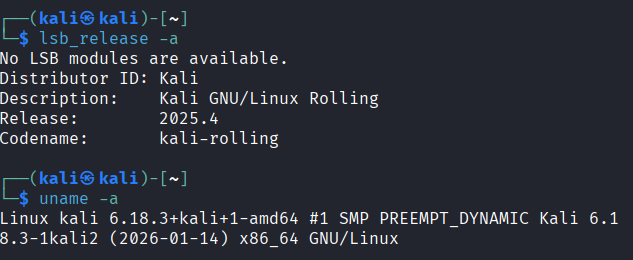 ┌──(kali㉿kali)-[~]
└─$ lsb_release -a
No LSB modules are available.
Distributor ID: Kali
Description:    Kali GNU/Linux Rolling
Release:        2025.4
Codename:       kali-rolling

┌──(kali㉿kali)-[~]
└─$ uname -a
Linux kali 6.18.3+kali+1-amd64 #1 SMP PREEMPT_DYNAMIC Kali 6.1
8.3-1kali2 (2026-01-14) x86_64 GNU/Linux